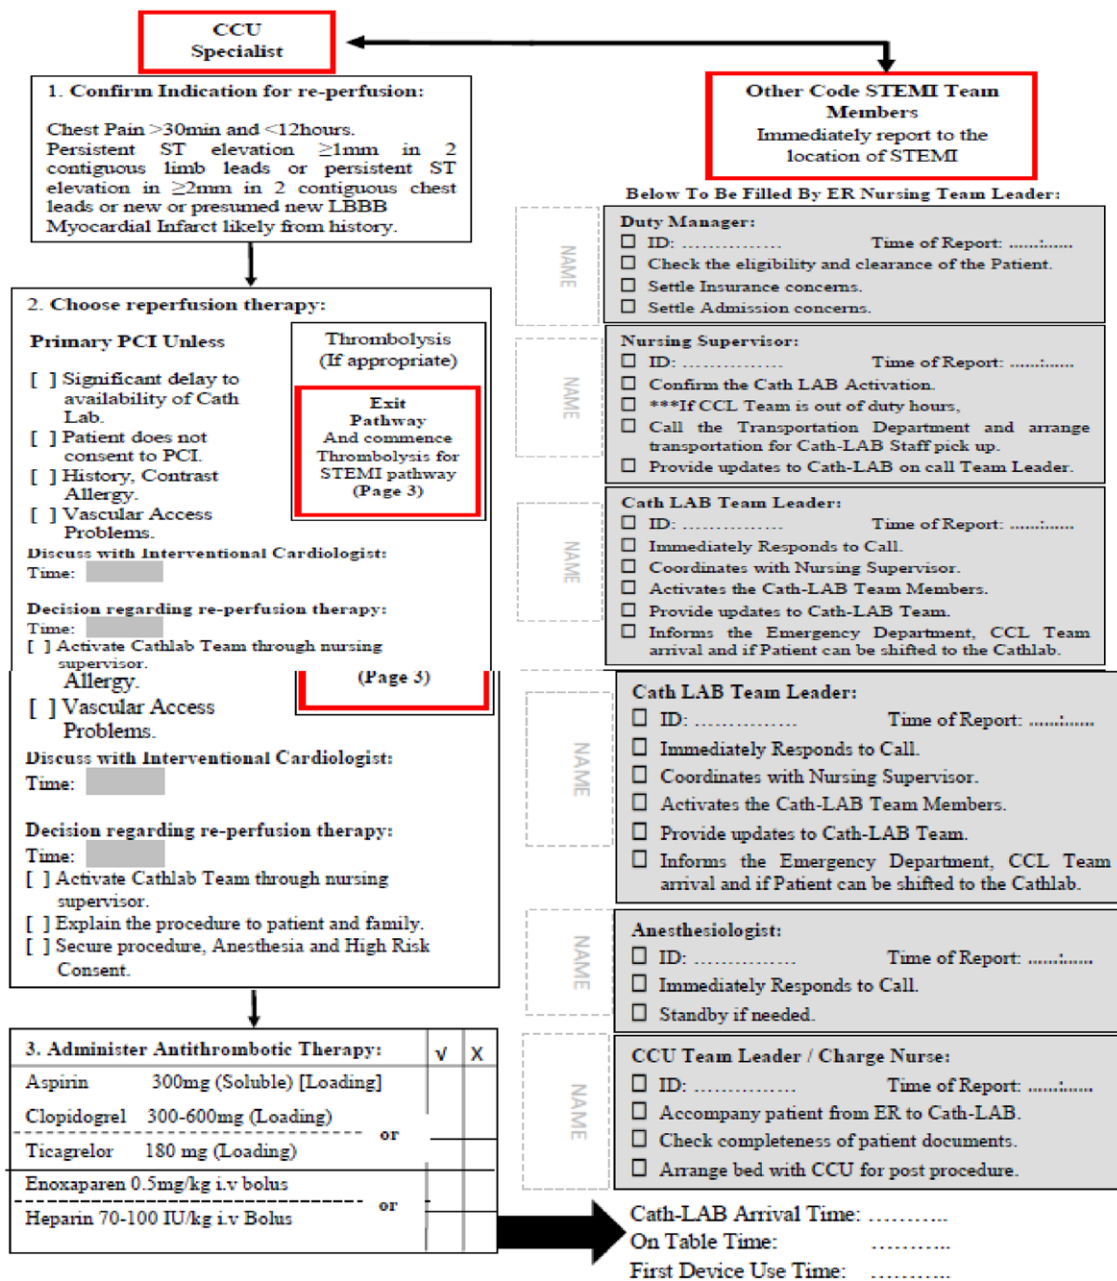 CCU
Specialist
1. Confirm Indication for re-perfusion:
Chest Pain >30min and <12hours.
Persistent ST elevation ≥1mm in 2
contiguous limb leads or persistent ST
elevation in ≥2mm in 2 contiguous chest
leads or new or presumed new LBBB
Myocardial Infarct likely from history.
2. Choose reperfusion therapy:
Primary PCI Unless
[ ] Significant delay to
availability of Cath
Lab.
[ ] Patient does not
consent to PCI.
[ ] History, Contrast
Allergy.
[ ] Vascular Access
Problems.
Thrombolysis
(If appropriate)
Exit
Pathway
And commence
Thrombolysis for
STEMI pathway
(Page 3)
Discuss with Interventional Cardiologist:
Time:
Decision regarding re-perfusion therapy:
Time:
[ ] Activate Cathlab Team through nursing
supervisor.
Allergy.
(Page 3)
[ ] Vascular Access
Problems.
Discuss with Interventional Cardiologist:
Time:
Decision regarding re-perfusion therapy:
Time:
[ ] Activate Cathlab Team through nursing
supervisor.
[ ] Explain the procedure to patient and family.
[ ] Secure procedure, Anesthesia and High Risk
Consent.
3. Administer Antithrombotic Therapy: √ X
Aspirin 300mg (Soluble) [Loading]
Clopidogrel 300-600mg (Loading)
or
Ticagrelor 180 mg (Loading)
Enoxaparen 0.5mg/kg i.v bolus
or
Heparin 70-100 IU/kg i.v Bolus
Other Code STEMI Team
Members
Immediately report to the
location of STEMI
Below To Be Filled By ER Nursing Team Leader:
NAME
Duty Manager:
☐ ID: ............... Time of Report: ......:......
☐ Check the eligibility and clearance of the Patient.
☐ Settle Insurance concerns.
☐ Settle Admission concerns.
NAME
Nursing Supervisor:
☐ ID: ............... Time of Report: ......:......
☐ Confirm the Cath LAB Activation.
☐ ***If CCL Team is out of duty hours,
☐ Call the Transportation Department and arrange
transportation for Cath-LAB Staff pick up.
☐ Provide updates to Cath-LAB on call Team Leader.
NAME
Cath LAB Team Leader:
☐ ID: ............... Time of Report: ......:......
☐ Immediately Responds to Call.
☐ Coordinates with Nursing Supervisor.
☐ Activates the Cath-LAB Team Members.
☐ Provide updates to Cath-LAB Team.
☐ Informs the Emergency Department, CCL Team
arrival and if Patient can be shifted to the Cathlab.
NAME
Cath LAB Team Leader:
☐ ID: ............... Time of Report: ......:......
☐ Immediately Responds to Call.
☐ Coordinates with Nursing Supervisor.
☐ Activates the Cath-LAB Team Members.
☐ Provide updates to Cath-LAB Team.
☐ Informs the Emergency Department, CCL Team
arrival and if Patient can be shifted to the Cathlab.
NAME
Anesthesiologist:
☐ ID: ............... Time of Report: ......:......
☐ Immediately Responds to Call.
☐ Standby if needed.
NAME
CCU Team Leader / Charge Nurse:
☐ ID: ............... Time of Report: ......:......
☐ Accompany patient from ER to Cath-LAB.
☐ Check completeness of patient documents.
☐ Arrange bed with CCU for post procedure.
Cath-LAB Arrival Time: ...........
On Table Time: ...........
First Device Use Time: ...........